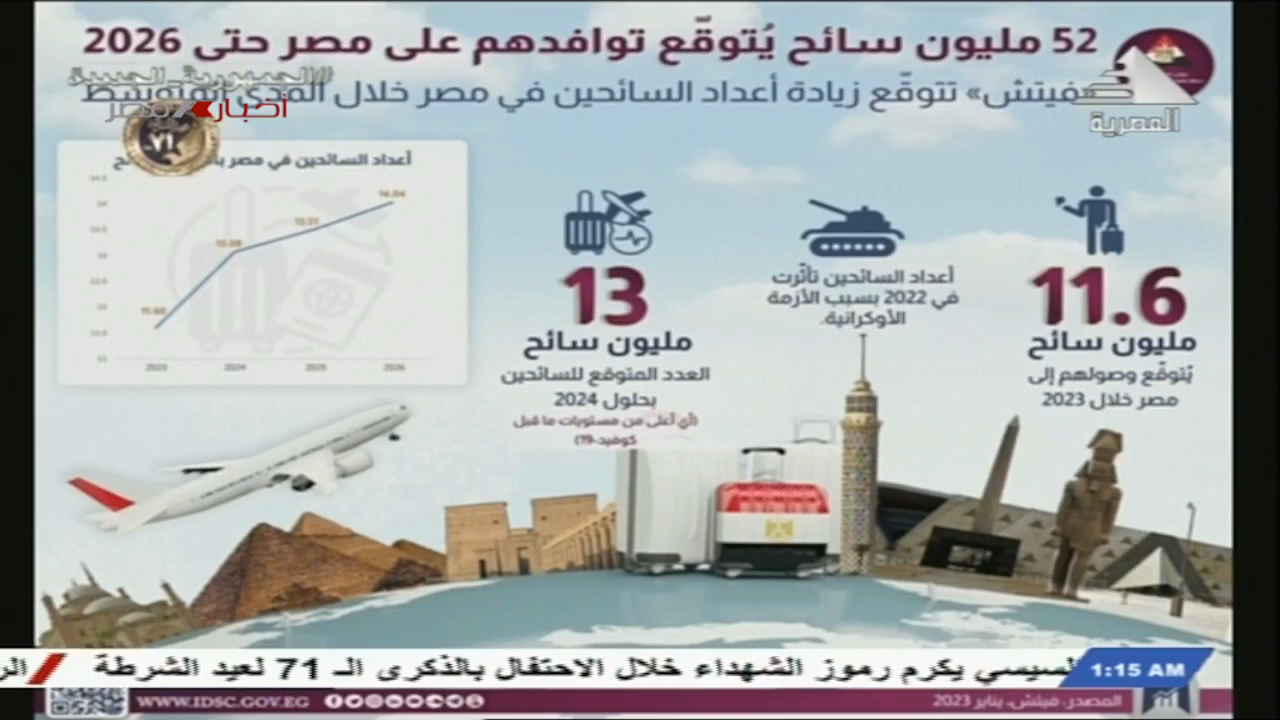 52 مليون سائح يُتوقّع توافدهم على مصر حتى 2026
«فيتش» تتوقّع زيادة أعداد السائحين في مصر خلال المدى المتوسط
#الجمهورية_الجديدة
أخبار مصر
المصرية
أعداد السائحين في مصر
14.04
13.51
13.08
11.60
2023 2024 2025 2026
11.6
مليون سائح
يُتوقّع وصولهم إلى
مصر خلال 2023
أعداد السائحين تأثّرت
في 2022 بسبب الأزمة
الأوكرانية.
13
مليون سائح
العدد المتوقع للسائحين
بحلول 2024
(أي أعلى من مستويات ما قبل
كوفيد-19)
السيسي يكرم رموز الشهداء خلال الاحتفال بالذكرى الـ 71 لعيد الشرطة
1:15 AM
المصدر: فيتش، يناير 2023
WWW.IDSC.GOV.EG